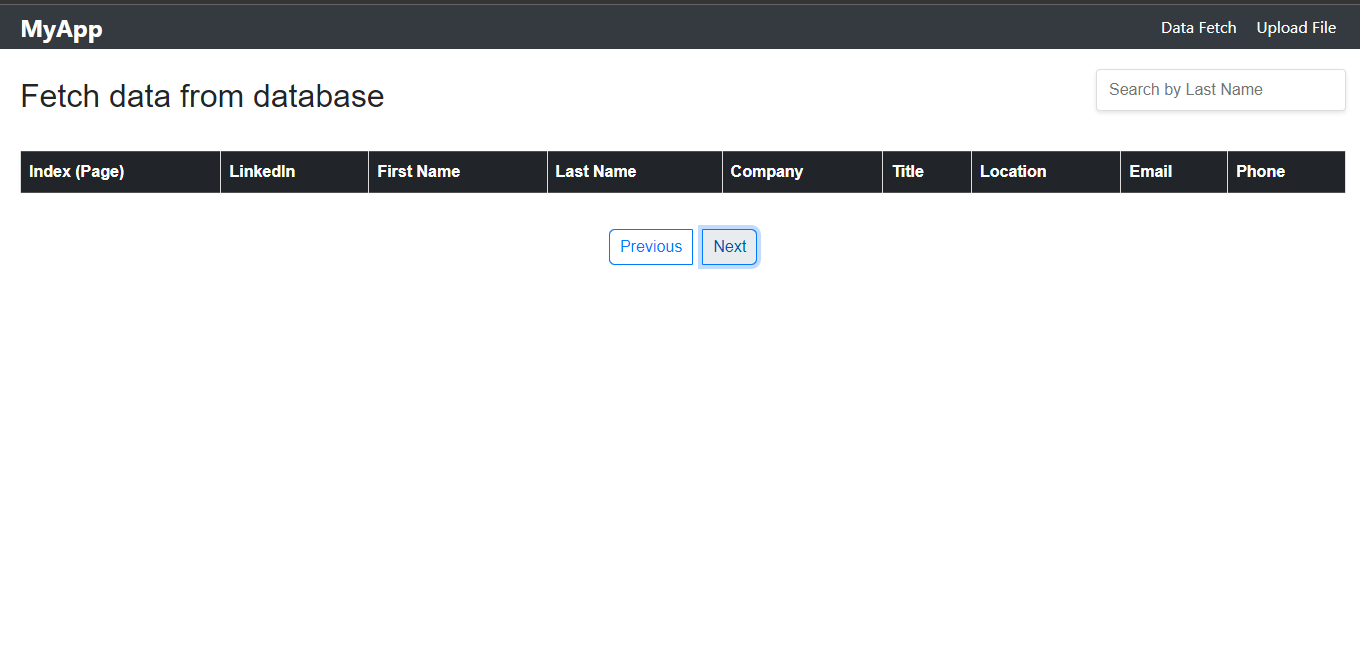 MyApp
Data Fetch Upload File
Fetch data from database
Search by Last Name
Index (Page) LinkedIn First Name Last Name Company Title Location Email Phone
Previous Next